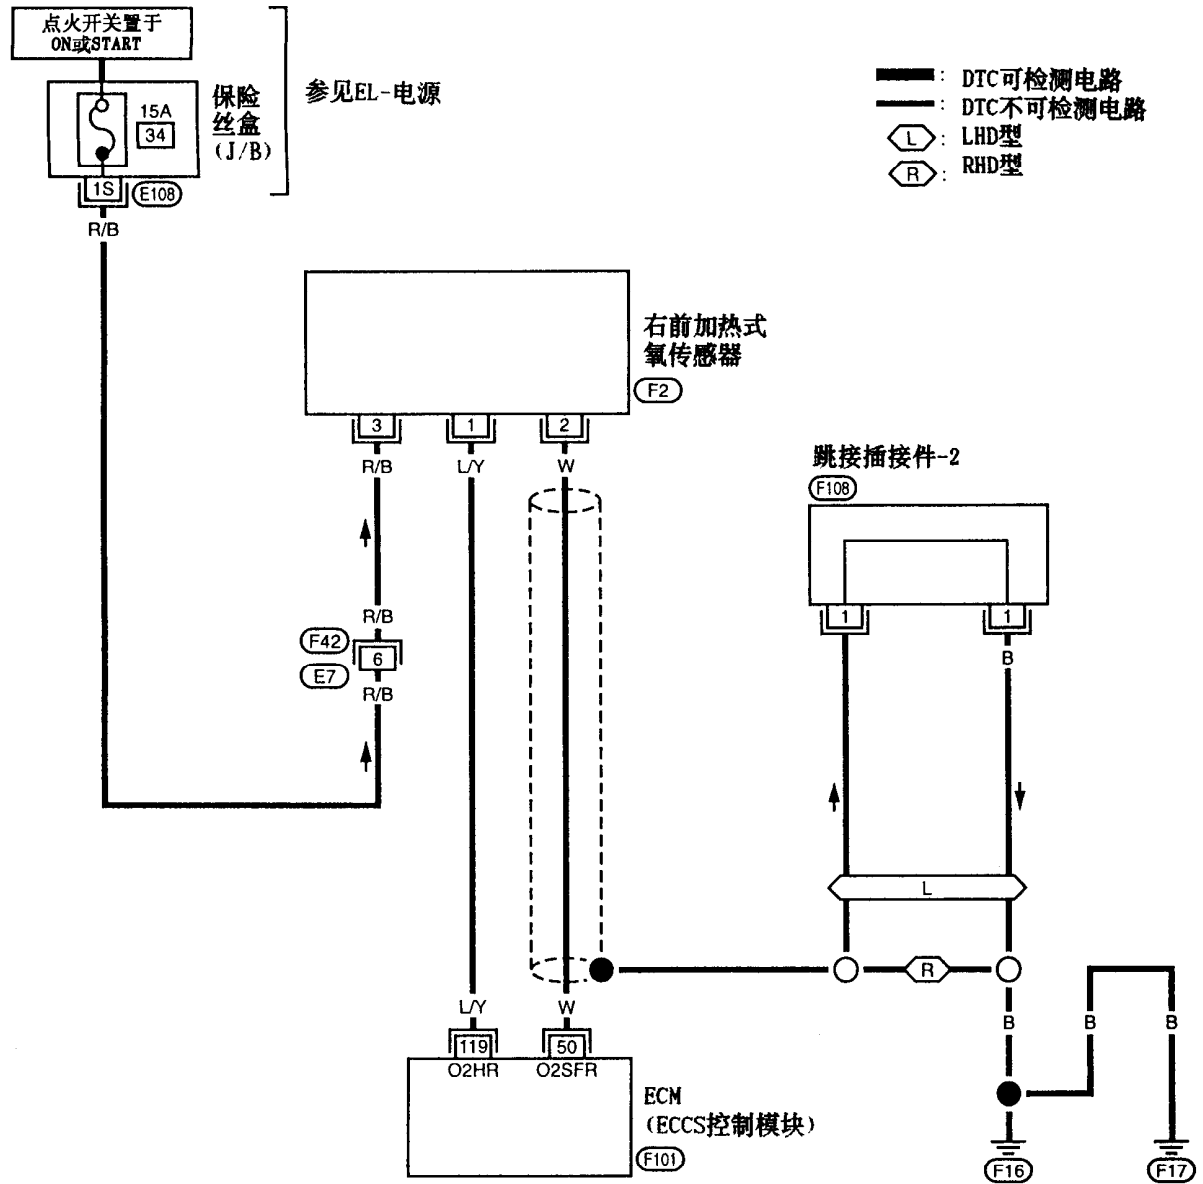 点火开关置于
ON或START
15A
34
保险
丝盒
(J/B)
参见EL-电源
1S
E108
R/B
: DTC可检测电路
: DTC不可检测电路
L : LHD型
R : RHD型
右前加热式
氧传感器
F2
3
1
2
R/B
L/Y
W
跳接插接件-2
F108
1
1
B
R/B
F42
6
E7
R/B
L
R
L/Y
W
B
B
B
119
50
O2HR
O2SFR
ECM
(ECCS控制模块)
F101
F16
F17